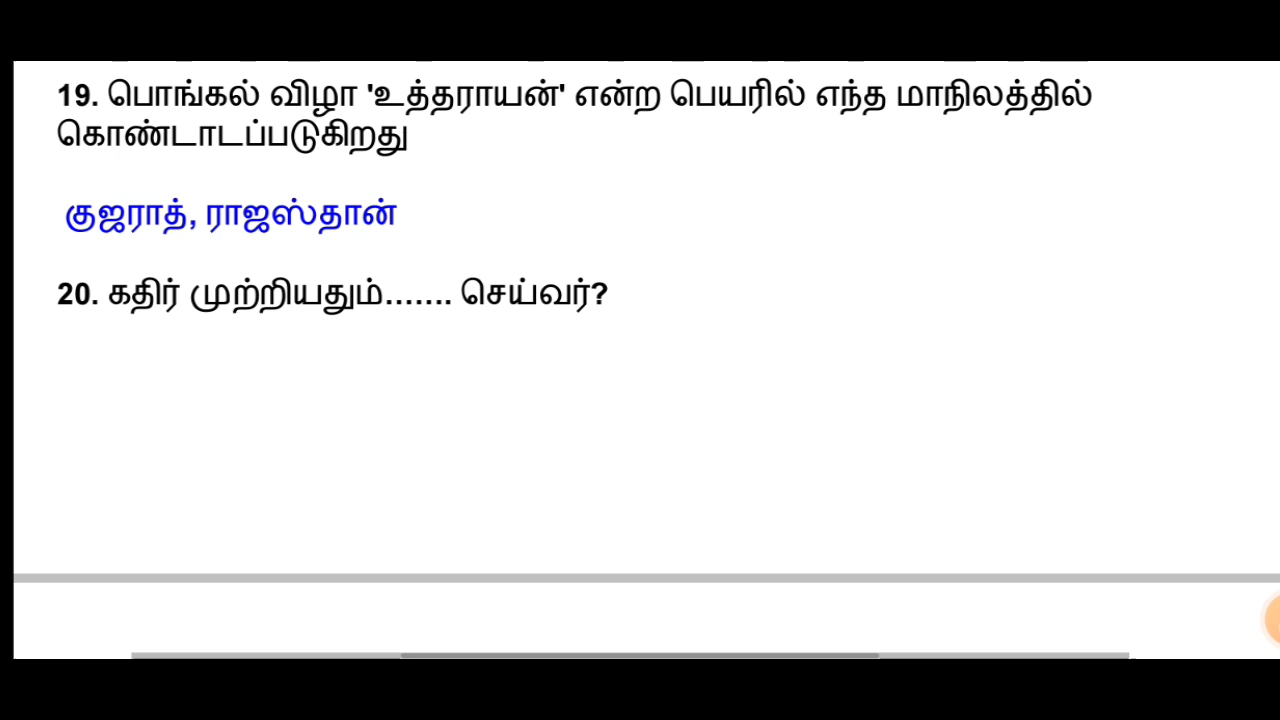 19. பொங்கல் விழா 'உத்தராயன்' என்ற பெயரில் எந்த மாநிலத்தில்
கொண்டாடப்படுகிறது
குஜராத், ராஜஸ்தான்
20. கதிர் முற்றியதும்....... செய்வர்?